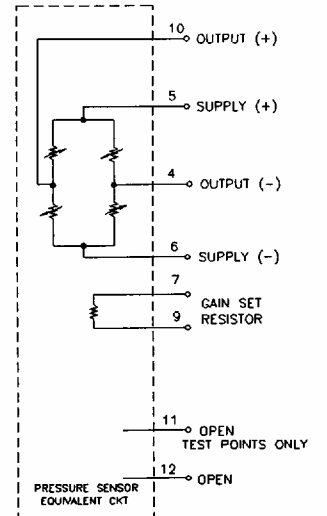 10 OUTPUT (+)
5 SUPPLY (+)
4 OUTPUT (-)
6 SUPPLY (-)
7
GAIN SET
9 RESISTOR
11 OPEN
TEST POINTS ONLY
12 OPEN
PRESSURE SENSOR
EQUIVALENT CKT